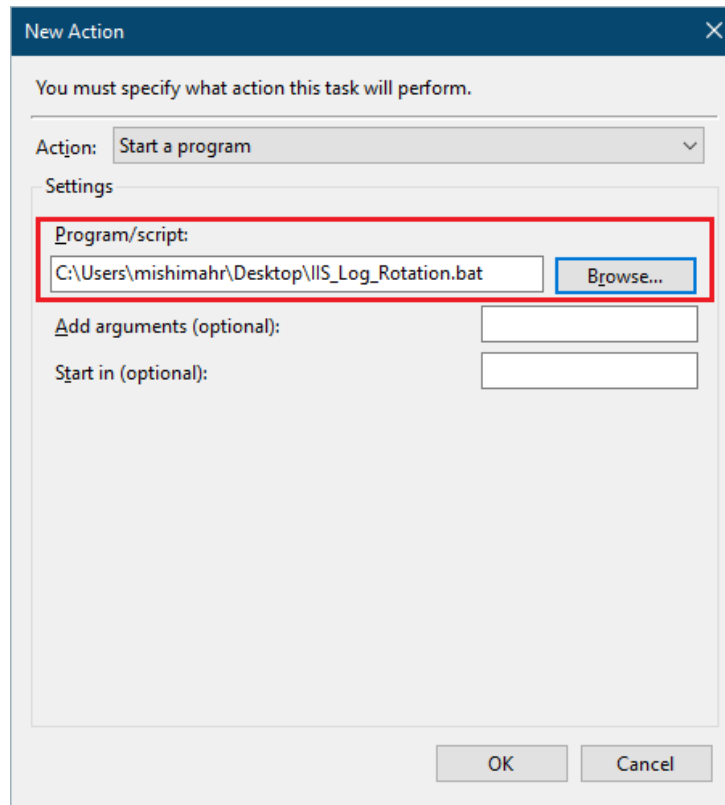 New Action
You must specify what action this task will perform.
Action: Start a program
Settings
Program/script:
C:\Users\mishimahr\Desktop\IIS_Log_Rotation.bat Browse...
Add arguments (optional):
Start in (optional):
OK Cancel